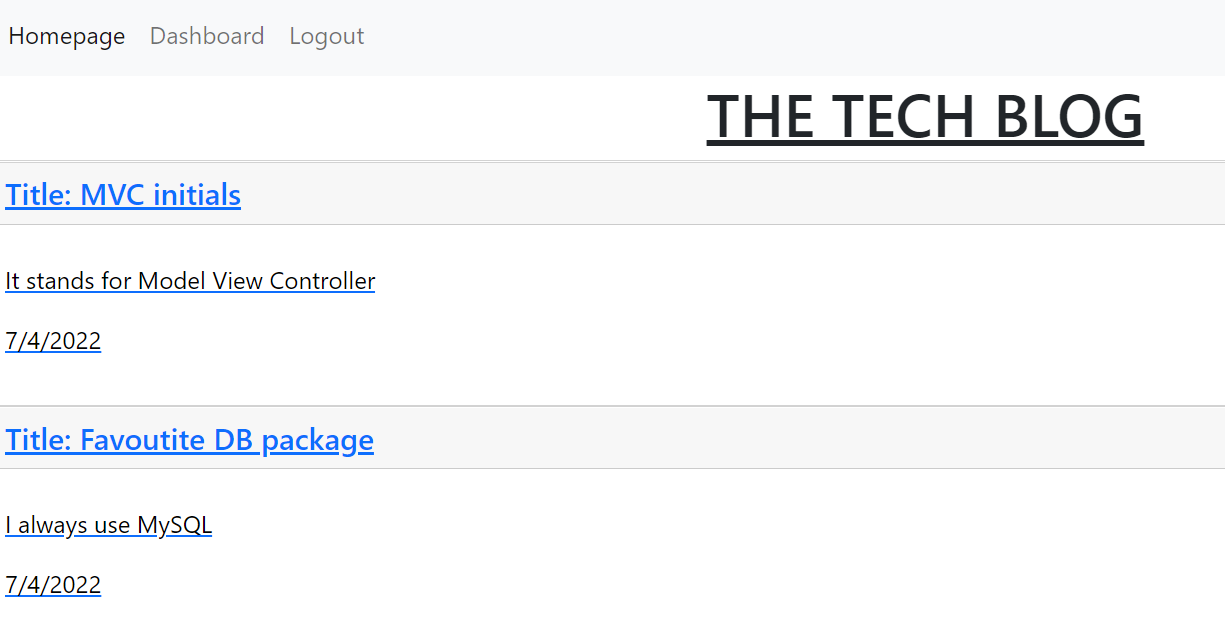 Homepage Dashboard Logout
THE TECH BLOG
Title: MVC initials
It stands for Model View Controller
7/4/2022
Title: Favoutite DB package
I always use MySQL
7/4/2022